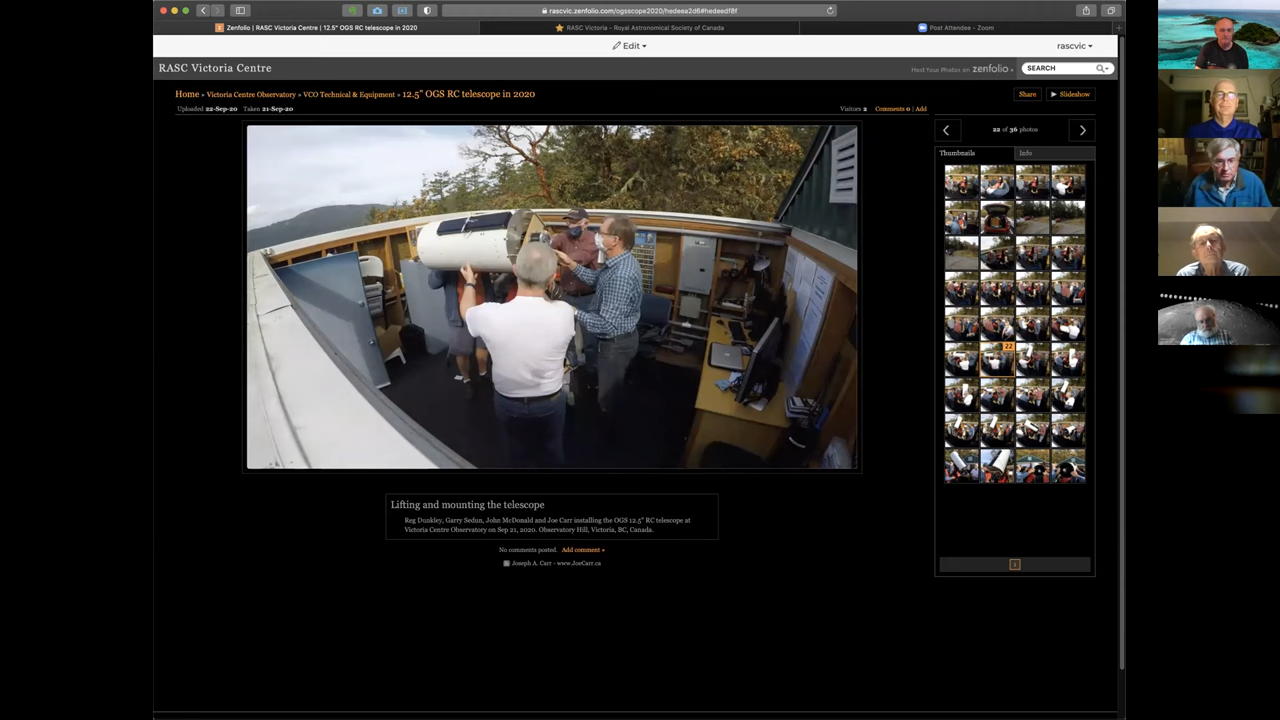 rascvic.zenfolio.com/ogsscope2020/hedeea2d6#hedeedf8f
Zenfolio | RASC Victoria Centre | 12.5" OGS RC telescope in 2020
RASC Victoria - Royal Astronomical Society of Canada
Post Attendee - Zoom
Edit
rascvic
RASC Victoria Centre
Host Your Photos on zenfolio »
SEARCH
Home » Victoria Centre Observatory » VCO Technical & Equipment » 12.5" OGS RC telescope in 2020
Share
Slideshow
Uploaded 22-Sep-20 Taken 21-Sep-20
Visitors 2 Comments 0 | Add
22 of 36 photos
Thumbnails
Info
22
Lifting and mounting the telescope
Reg Dunkley, Garry Sedun, John McDonald and Joe Carr installing the OGS 12.5" RC telescope at
Victoria Centre Observatory on Sep 21, 2020. Observatory Hill, Victoria, BC, Canada.
No comments posted. Add comment »
Joseph A. Carr - www.JoeCarr.ca
1